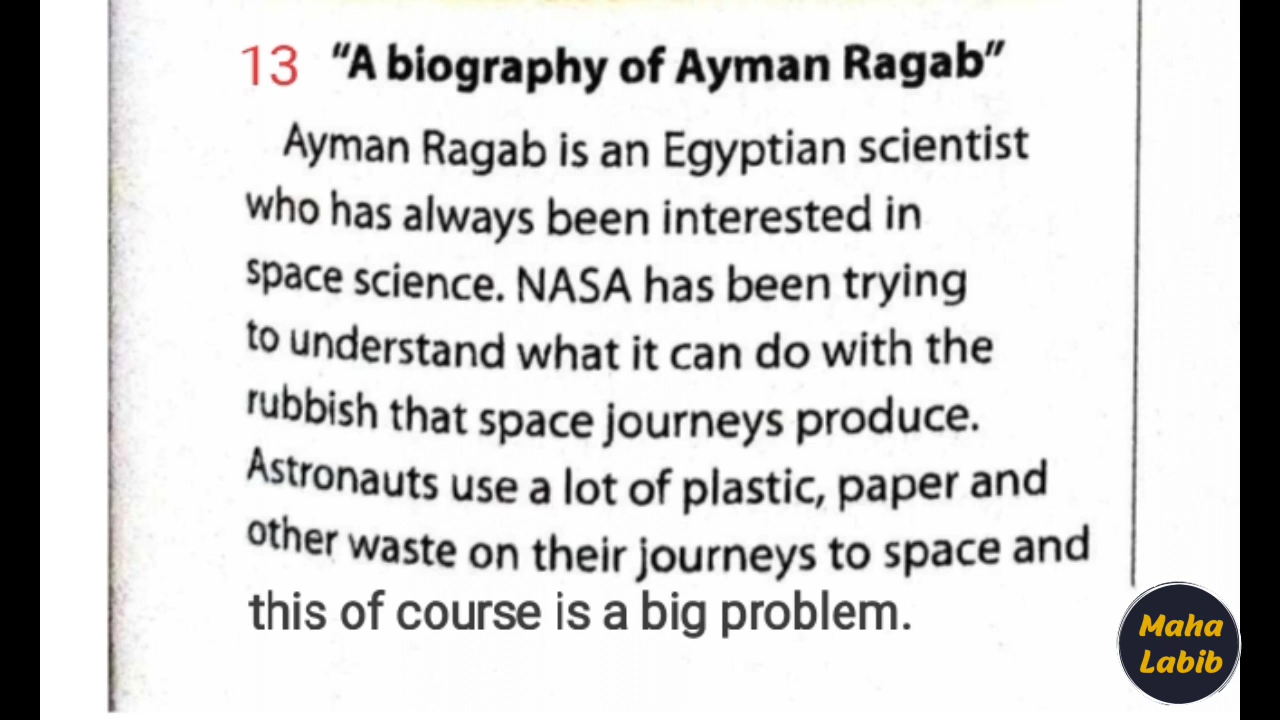 13 "A biography of Ayman Ragab"
Ayman Ragab is an Egyptian scientist
who has always been interested in
space science. NASA has been trying
to understand what it can do with the
rubbish that space journeys produce.
Astronauts use a lot of plastic, paper and
other waste on their journeys to space and
this of course is a big problem.
Maha
Labib